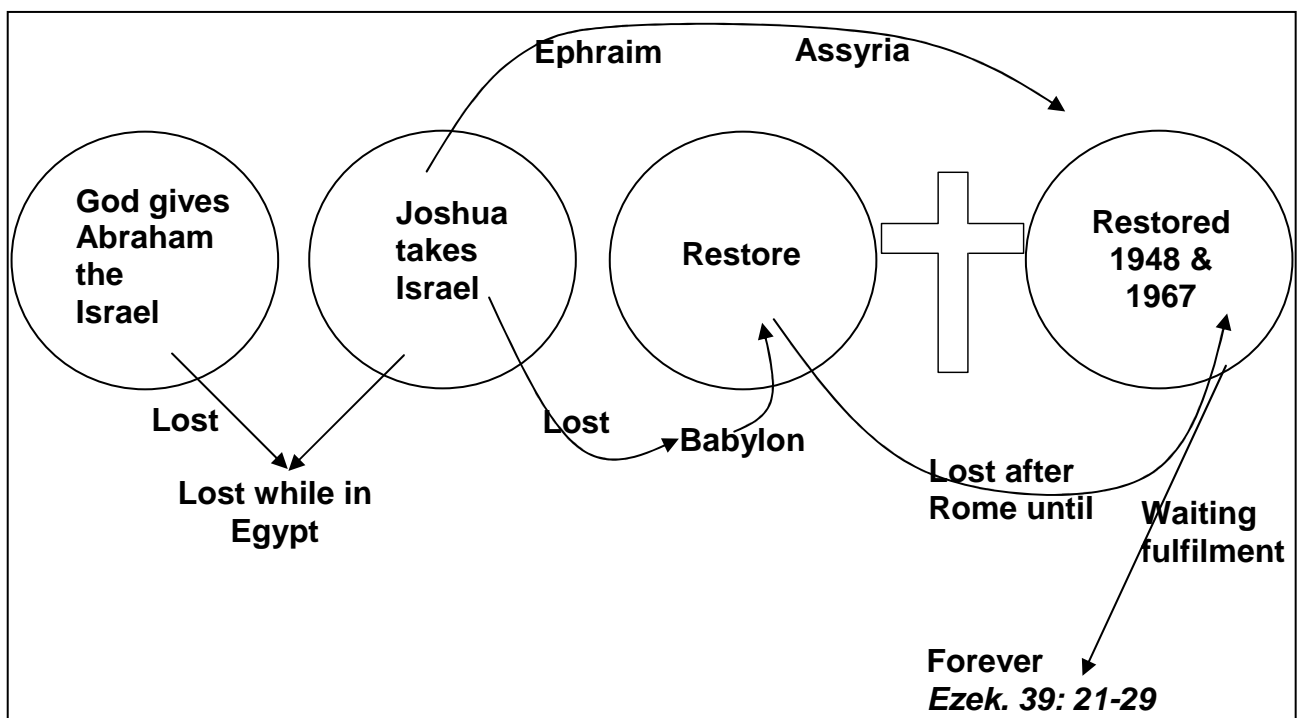 Ephraim
Assyria
God gives
Abraham
the
Israel
Joshua
takes
Israel
Restore
Restored
1948 &
1967
Lost
Lost while in
Egypt
Lost
Babylon
Lost after
Rome until
Waiting
fulfilment
Forever
Ezek. 39: 21-29